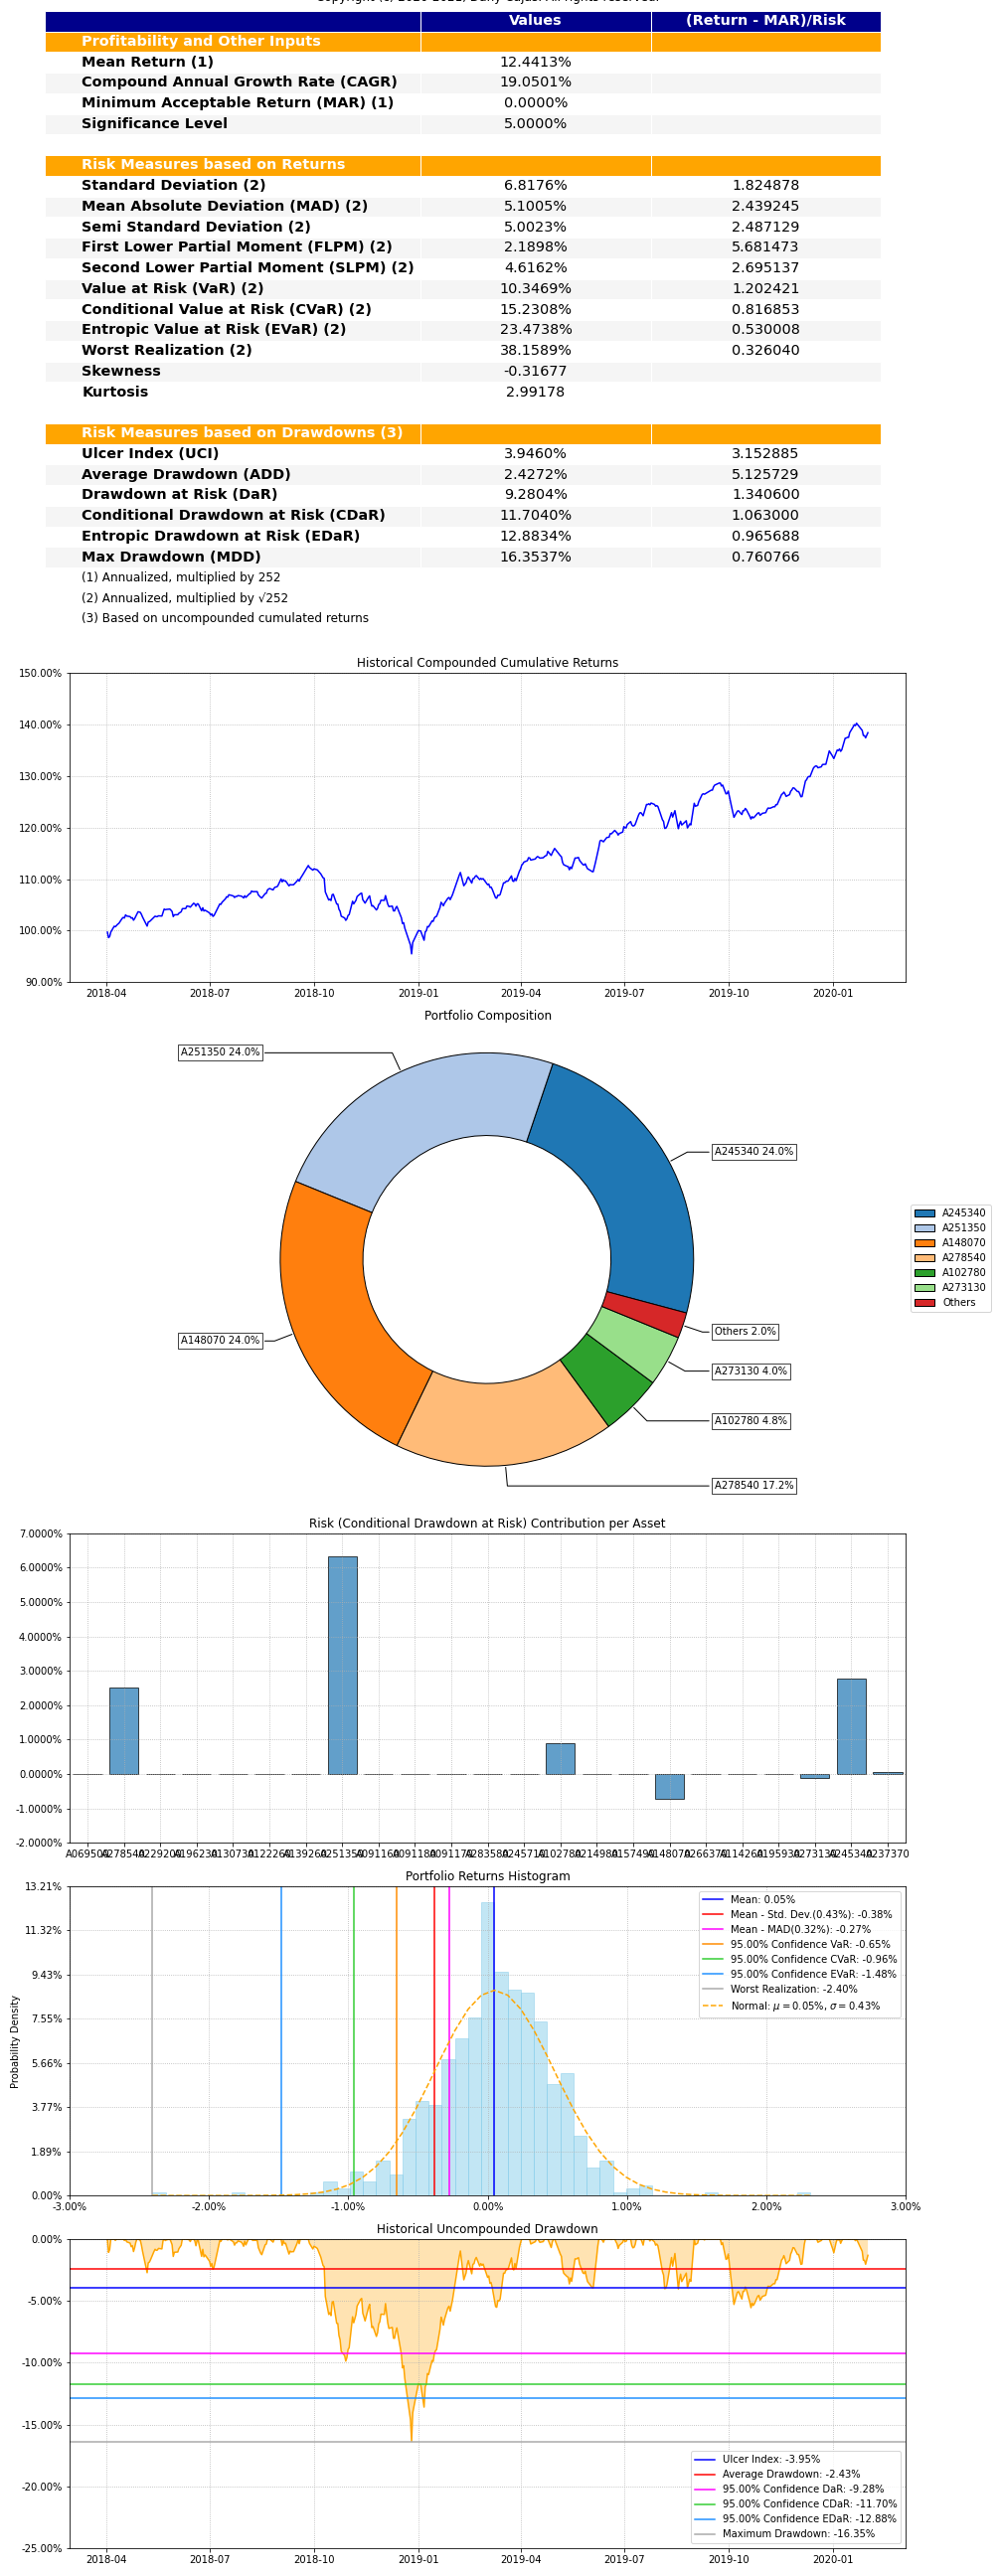 Copyright (c) 2020-2021, Dany Cajas. All rights reserved.
Values (Return - MAR)/Risk
Profitability and Other Inputs
Mean Return (1) 12.4413%
Compound Annual Growth Rate (CAGR) 19.0501%
Minimum Acceptable Return (MAR) (1) 0.0000%
Significance Level 5.0000%
Risk Measures based on Returns
Standard Deviation (2) 6.8176% 1.824878
Mean Absolute Deviation (MAD) (2) 5.1005% 2.439245
Semi Standard Deviation (2) 5.0023% 2.487129
First Lower Partial Moment (FLPM) (2) 2.1898% 5.681473
Second Lower Partial Moment (SLPM) (2) 4.6162% 2.695137
Value at Risk (VaR) (2) 10.3469% 1.202421
Conditional Value at Risk (CVaR) (2) 15.2308% 0.816853
Entropic Value at Risk (EVaR) (2) 23.4738% 0.530008
Worst Realization (2) 38.1589% 0.326040
Skewness -0.31677
Kurtosis 2.99178
Risk Measures based on Drawdowns (3)
Ulcer Index (UCI) 3.9460% 3.152885
Average Drawdown (ADD) 2.4272% 5.125729
Drawdown at Risk (DaR) 9.2804% 1.340600
Conditional Drawdown at Risk (CDaR) 11.7040% 1.063000
Entropic Drawdown at Risk (EDaR) 12.8834% 0.965688
Max Drawdown (MDD) 16.3537% 0.760766
(1) Annualized, multiplied by 252
(2) Annualized, multiplied by √252
(3) Based on uncompounded cumulated returns
Historical Compounded Cumulative Returns
150.00%
140.00%
130.00%
120.00%
110.00%
100.00%
90.00%
2018-04 2018-07 2018-10 2019-01 2019-04 2019-07 2019-10 2020-01
Portfolio Composition
A251350 24.0%
A245340 24.0%
A148070 24.0%
Others 2.0%
A273130 4.0%
A102780 4.8%
A278540 17.2%
A245340
A251350
A148070
A278540
A102780
A273130
Others
Risk (Conditional Drawdown at Risk) Contribution per Asset
7.0000%
6.0000%
5.0000%
4.0000%
3.0000%
2.0000%
1.0000%
0.0000%
-1.0000%
-2.0000%
A237370
Portfolio Returns Histogram
Probability Density
13.21%
11.32%
9.43%
7.55%
5.66%
3.77%
1.89%
0.00%
-3.00% -2.00% -1.00% 0.00% 1.00% 2.00% 3.00%
Mean: 0.05%
Mean - Std. Dev.(0.43%): -0.38%
Mean - MAD(0.32%): -0.27%
95.00% Confidence VaR: -0.65%
95.00% Confidence CVaR: -0.96%
95.00% Confidence EVaR: -1.48%
Worst Realization: -2.40%
Normal: μ = 0.05%, σ = 0.43%
Historical Uncompounded Drawdown
0.00%
-5.00%
-10.00%
-15.00%
-20.00%
-25.00%
Ulcer Index: -3.95%
Average Drawdown: -2.43%
95.00% Confidence DaR: -9.28%
95.00% Confidence CDaR: -11.70%
95.00% Confidence EDaR: -12.88%
Maximum Drawdown: -16.35%
2018-04 2018-07 2018-10 2019-01 2019-04 2019-07 2019-10 2020-01